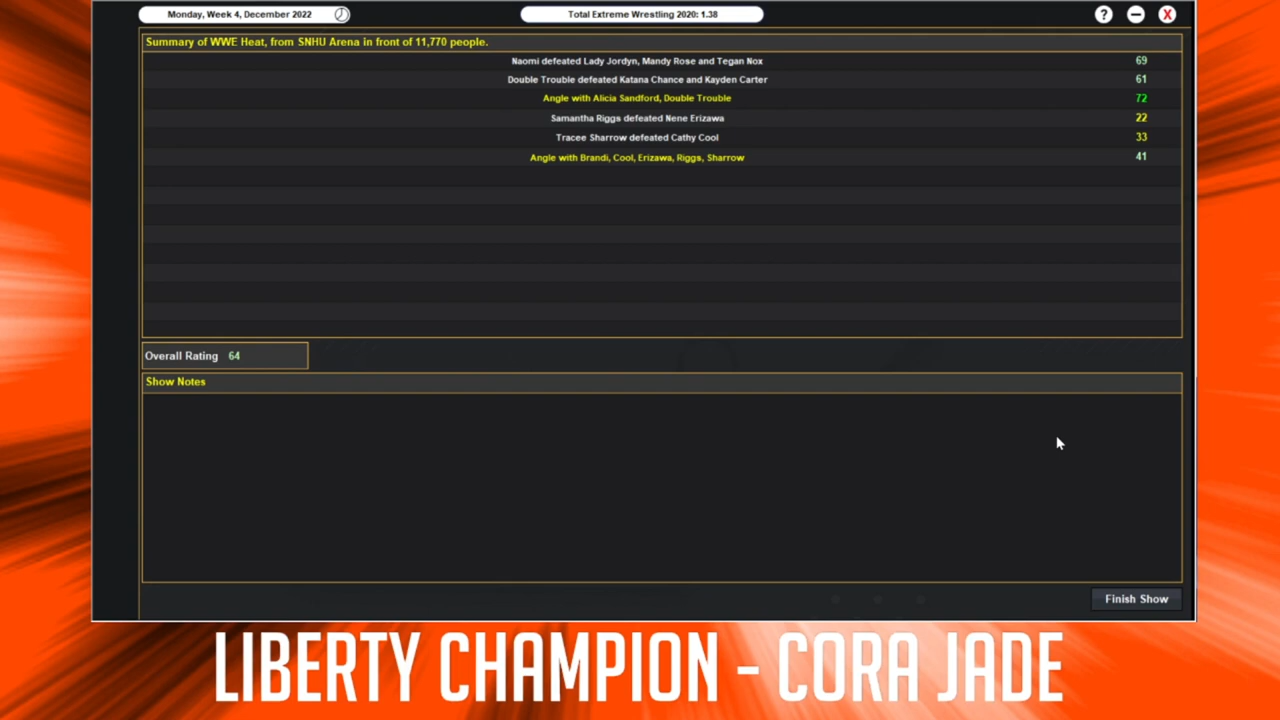 Monday, Week 4, December 2022
Total Extreme Wrestling 2020: 1.38
?
X
Summary of WWE Heat, from SNHU Arena in front of 11,770 people.
Naomi defeated Lady Jordyn, Mandy Rose and Tegan Nox 69
Double Trouble defeated Katana Chance and Kayden Carter 61
Angle with Alicia Sandford, Double Trouble 72
Samantha Riggs defeated Nene Erizawa 22
Tracee Sharrow defeated Cathy Cool 33
Angle with Brandi, Cool, Erizawa, Riggs, Sharrow 41
Overall Rating 64
Show Notes
Finish Show
LIBERTY CHAMPION - CORA JADE